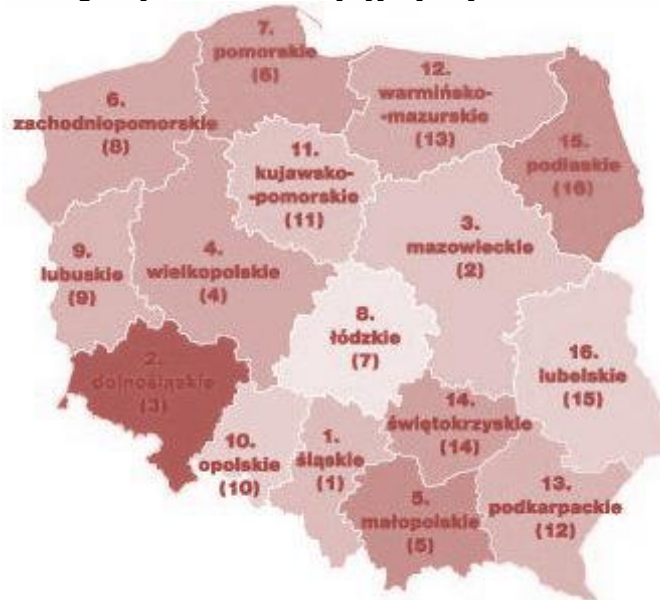 7.
pomorskie
(6)
12.
warmińsko-
-mazurskie
(13)
6.
zachodniopomorskie
(8)
15.
podlaskie
(16)
11.
kujawsko-
-pomorskie
(11)
3.
mazowieckie
(2)
9.
lubuskie
(9)
4.
wielkopolskie
(4)
8.
łódzkie
(7)
2.
dolnośląskie
(3)
16.
lubelskie
(15)
14.
świętokrzyskie
(14)
10.
opolskie
(10)
1.
śląskie
(1)
5.
małopolskie
(5)
13.
podkarpackie
(12)